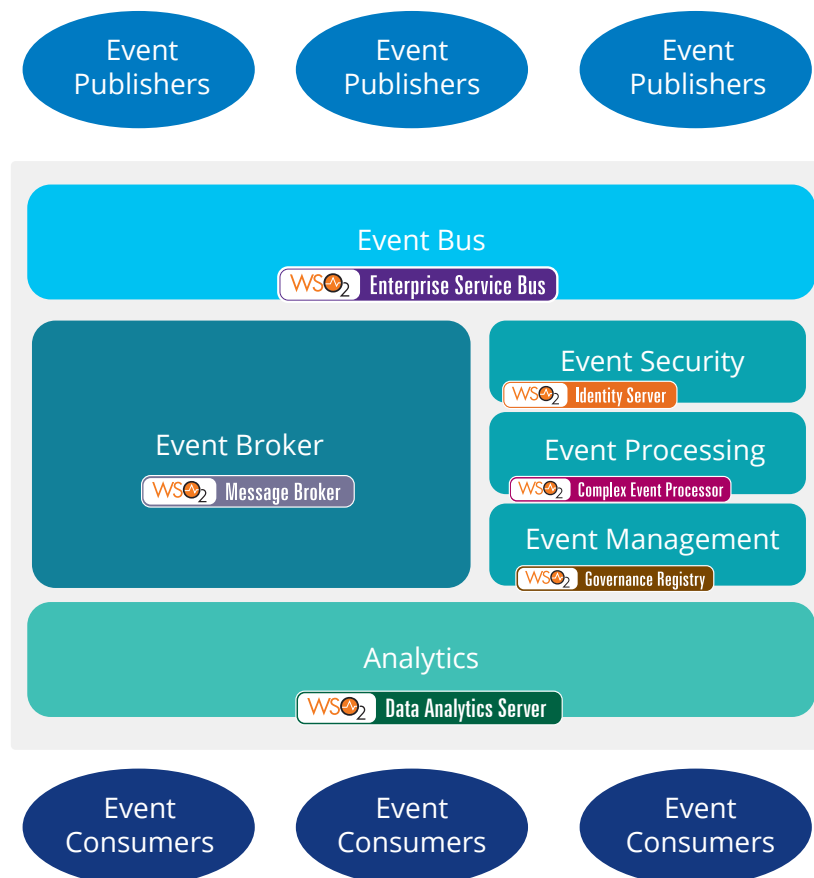 Event
Publishers
Event
Publishers
Event
Publishers
Event Bus
WSO2 Enterprise Service Bus
Event Broker
WSO2 Message Broker
Event Security
WSO2 Identity Server
Event Processing
WSO2 Complex Event Processor
Event Management
WSO2 Governance Registry
Analytics
WSO2 Data Analytics Server
Event
Consumers
Event
Consumers
Event
Consumers